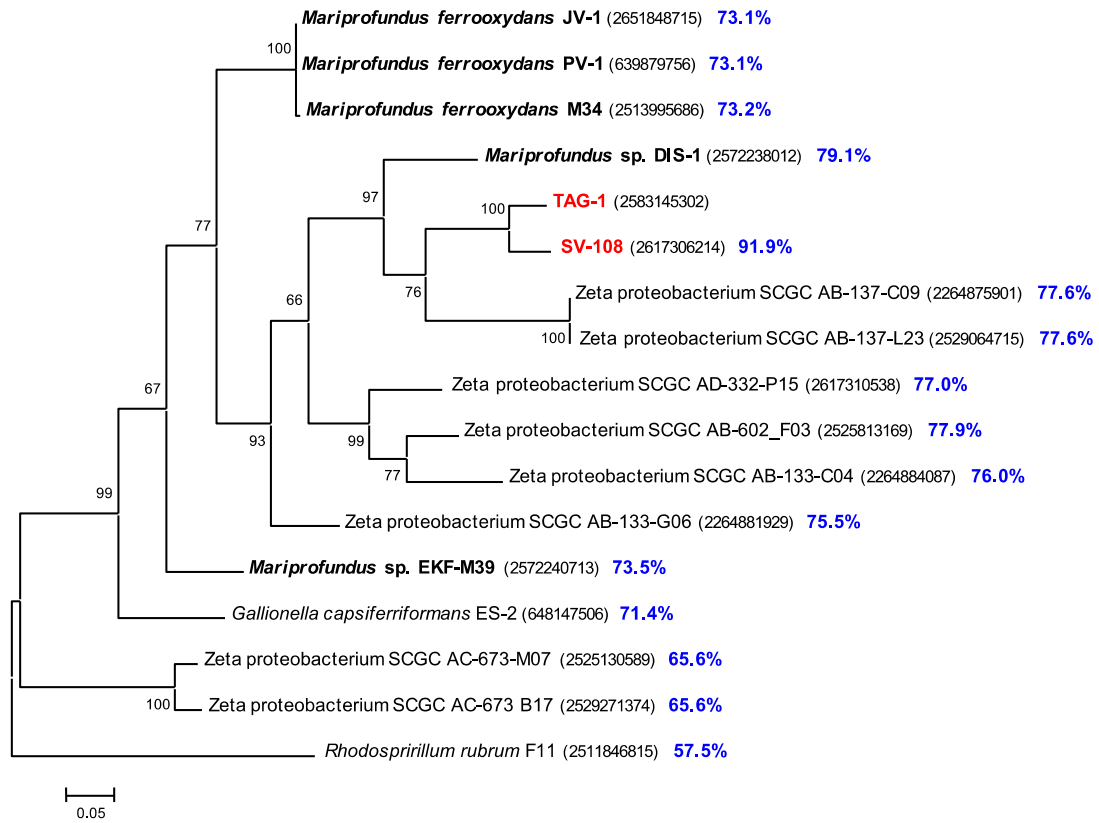 Mariprofundus ferrooxydans JV-1 (2651848715) 73.1%
100
Mariprofundus ferrooxydans PV-1 (639879756) 73.1%
Mariprofundus ferrooxydans M34 (2513995686) 73.2%
Mariprofundus sp. DIS-1 (2572238012) 79.1%
97
TAG-1 (2583145302)
100
77
SV-108 (2617306214) 91.9%
76
Zeta proteobacterium SCGC AB-137-C09 (2264875901) 77.6%
66
100
Zeta proteobacterium SCGC AB-137-L23 (2529064715) 77.6%
Zeta proteobacterium SCGC AD-332-P15 (2617310538) 77.0%
67
Zeta proteobacterium SCGC AB-602_F03 (2525813169) 77.9%
93
99
77
Zeta proteobacterium SCGC AB-133-C04 (2264884087) 76.0%
99
Zeta proteobacterium SCGC AB-133-G06 (2264881929) 75.5%
Mariprofundus sp. EKF-M39 (2572240713) 73.5%
Gallionella capsiferriformans ES-2 (648147506) 71.4%
Zeta proteobacterium SCGC AC-673-M07 (2525130589) 65.6%
100
Zeta proteobacterium SCGC AC-673 B17 (2529271374) 65.6%
Rhodospririllum rubrum F11 (2511846815) 57.5%
0.05